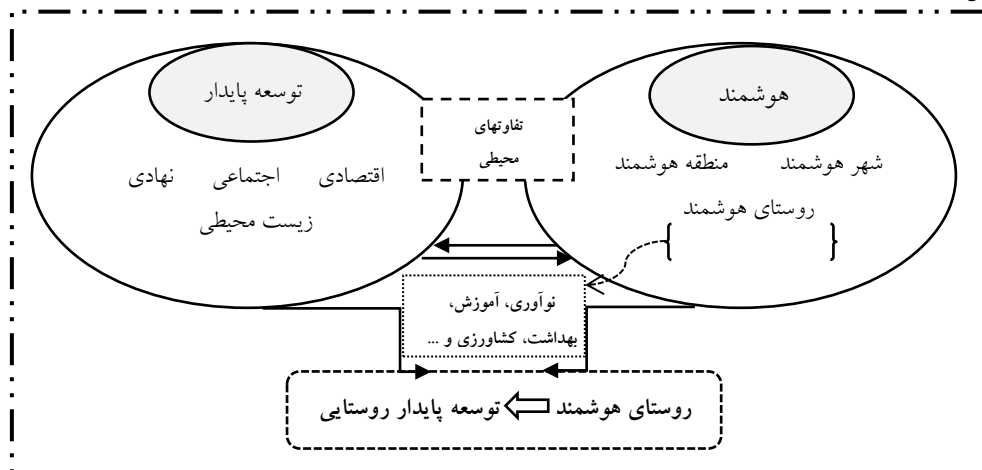 هوشمند
توسعه پایدار
تفاوتهای
محیطی
شهر هوشمند منطقه هوشمند
روستای هوشمند
اقتصادی اجتماعی نهادی
زیست محیطی
نوآوری، آموزش،
بهداشت، کشاورزی و ...
روستای هوشمند توسعه پایدار روستایی